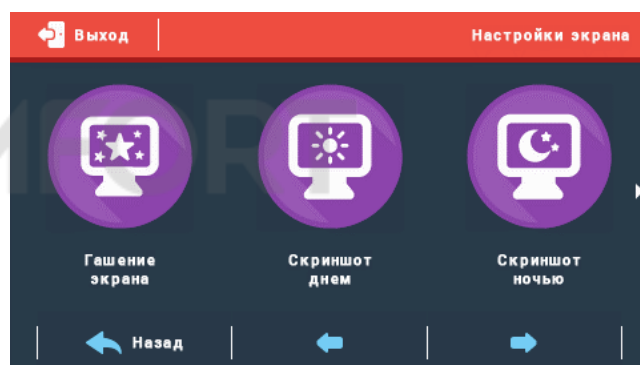 Выход
Настройки экрана
Гашение
экрана
Скриншот
днем
Скриншот
ночью
Назад